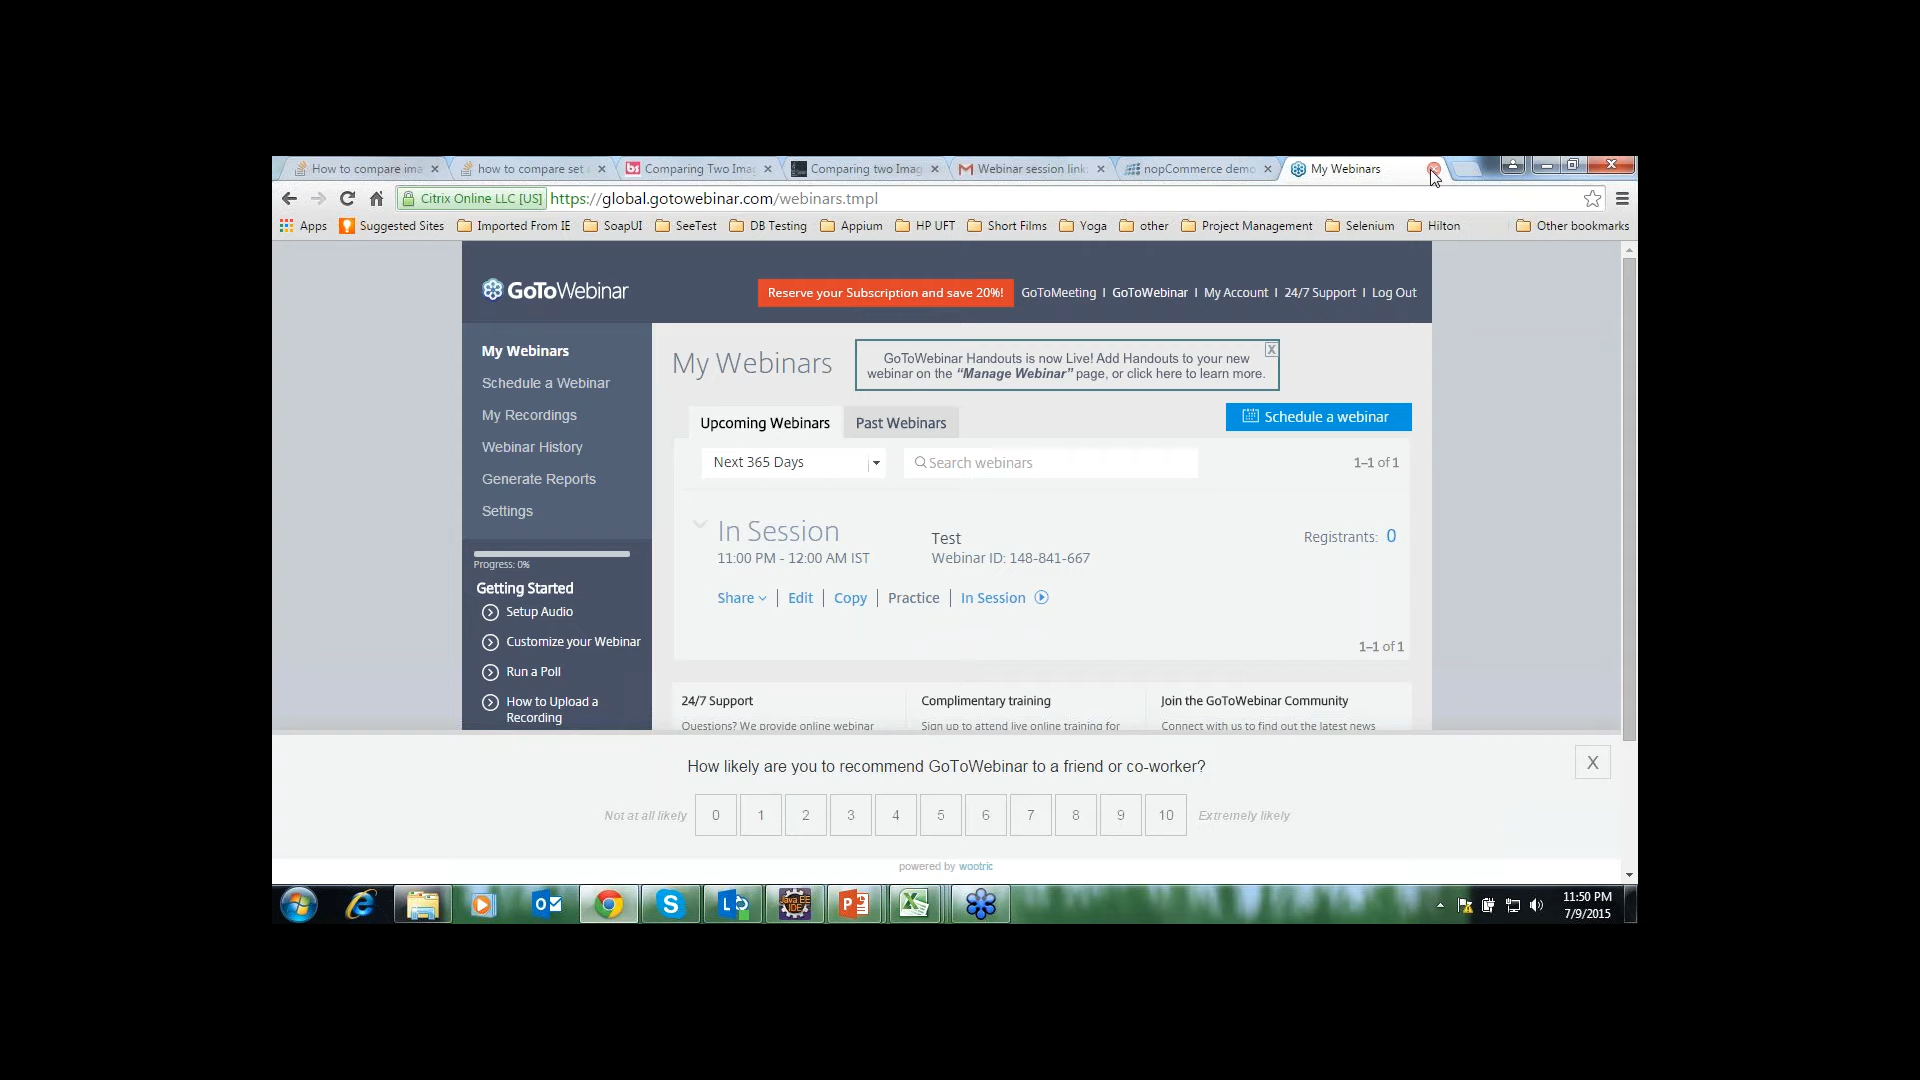 How to compare ima
how to compare set
Comparing Two Ima
Comparing two Imag
Webinar session link
nopCommerce demo
My Webinars
Citrix Online LLC [US]
https://global.gotowebinar.com/webinars.tmpl
Apps
Suggested Sites
Imported From IE
SoapUI
SeeTest
DB Testing
Appium
HP UFT
Short Films
Yoga
other
Project Management
Selenium
Hilton
Other bookmarks
GoToWebinar
Reserve your Subscription and save 20%!
GoToMeeting | GoToWebinar | My Account | 24/7 Support | Log Out
My Webinars
Schedule a Webinar
My Recordings
Webinar History
Generate Reports
Settings
Progress: 0%
Getting Started
Setup Audio
Customize your Webinar
Run a Poll
How to Upload a
Recording
My Webinars
GoToWebinar Handouts is now Live! Add Handouts to your new
webinar on the “Manage Webinar” page, or click here to learn more.
X
Upcoming Webinars
Past Webinars
Schedule a webinar
Next 365 Days
Search webinars
1–1 of 1
In Session
11:00 PM - 12:00 AM IST
Test
Webinar ID: 148-841-667
Registrants: 0
Share | Edit | Copy | Practice | In Session
1–1 of 1
24/7 Support
Questions? We provide online webinar
Complimentary training
Sign up to attend live online training for
Join the GoToWebinar Community
Connect with us to find out the latest news
How likely are you to recommend GoToWebinar to a friend or co-worker?
X
Not at all likely 0 1 2 3 4 5 6 7 8 9 10 Extremely likely
powered by wootric
Java EE
IDE
11:50 PM
7/9/2015